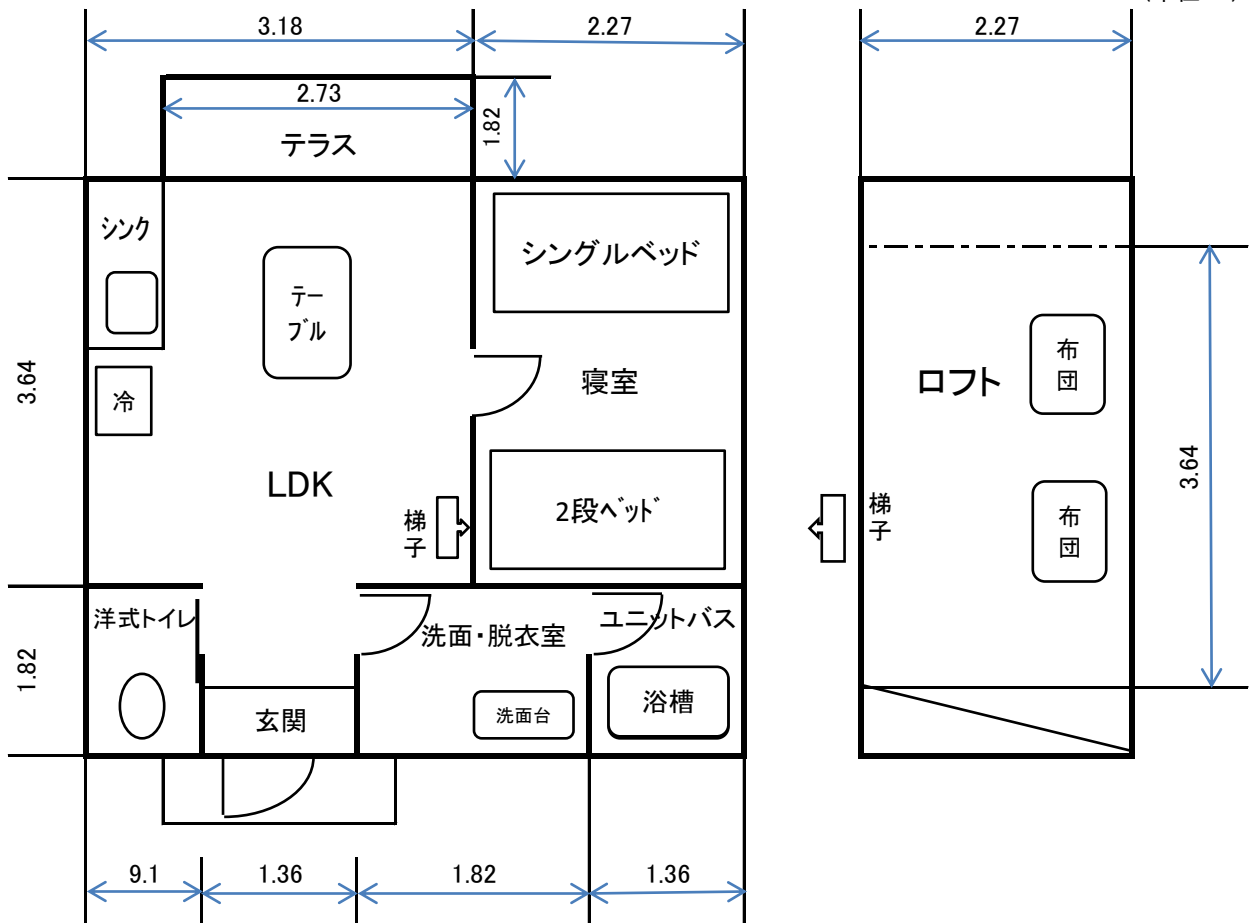 3.18
2.27
2.27
2.73
1.82
テラス
シンク
シングルベッド
テー
ブル
布
団
3.64
寝室
ロフト
冷
3.64
LDK
梯
子
2段ベッド
梯
子
布
団
洋式トイレ
洗面・脱衣室
ユニットバス
1.82
玄関
洗面台
浴槽
9.1
1.36
1.82
1.36